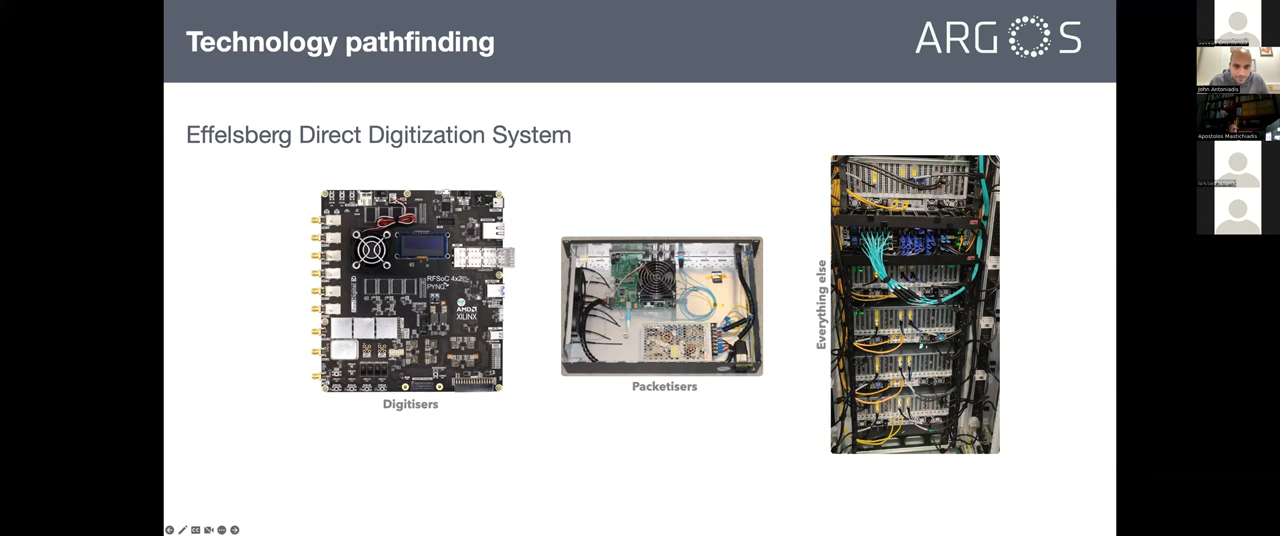 Technology pathfinding
ARGOS
Effelsberg Direct Digitization System
RFSoC 4x2
PYNQ
AMD
XILINX
Digitisers
Packetisers
Everything else
John Antoniadis
Apostolos Mastichiadis